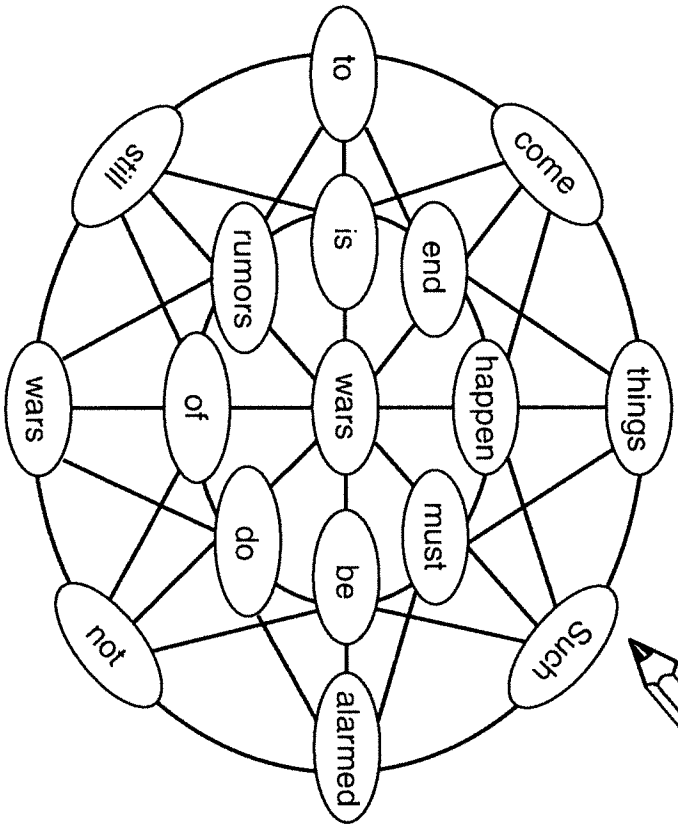 things
come
Such
happen
end
must
to
is
wars
be
alarmed
rumors
do
of
still
not
wars